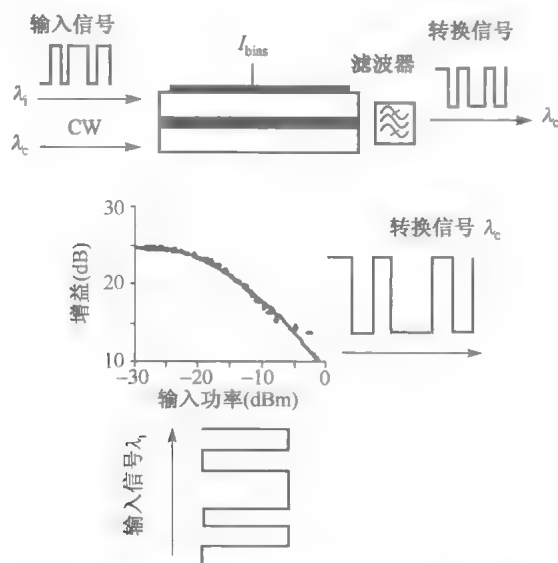 输入信号
I_bias
滤波器
转换信号
λ_i
CW
λ_c
λ_c
30
20
10
增益(dB)
-30
-20
-10
0
输入功率(dBm)
转换信号 λ_c
输入信号λ_i